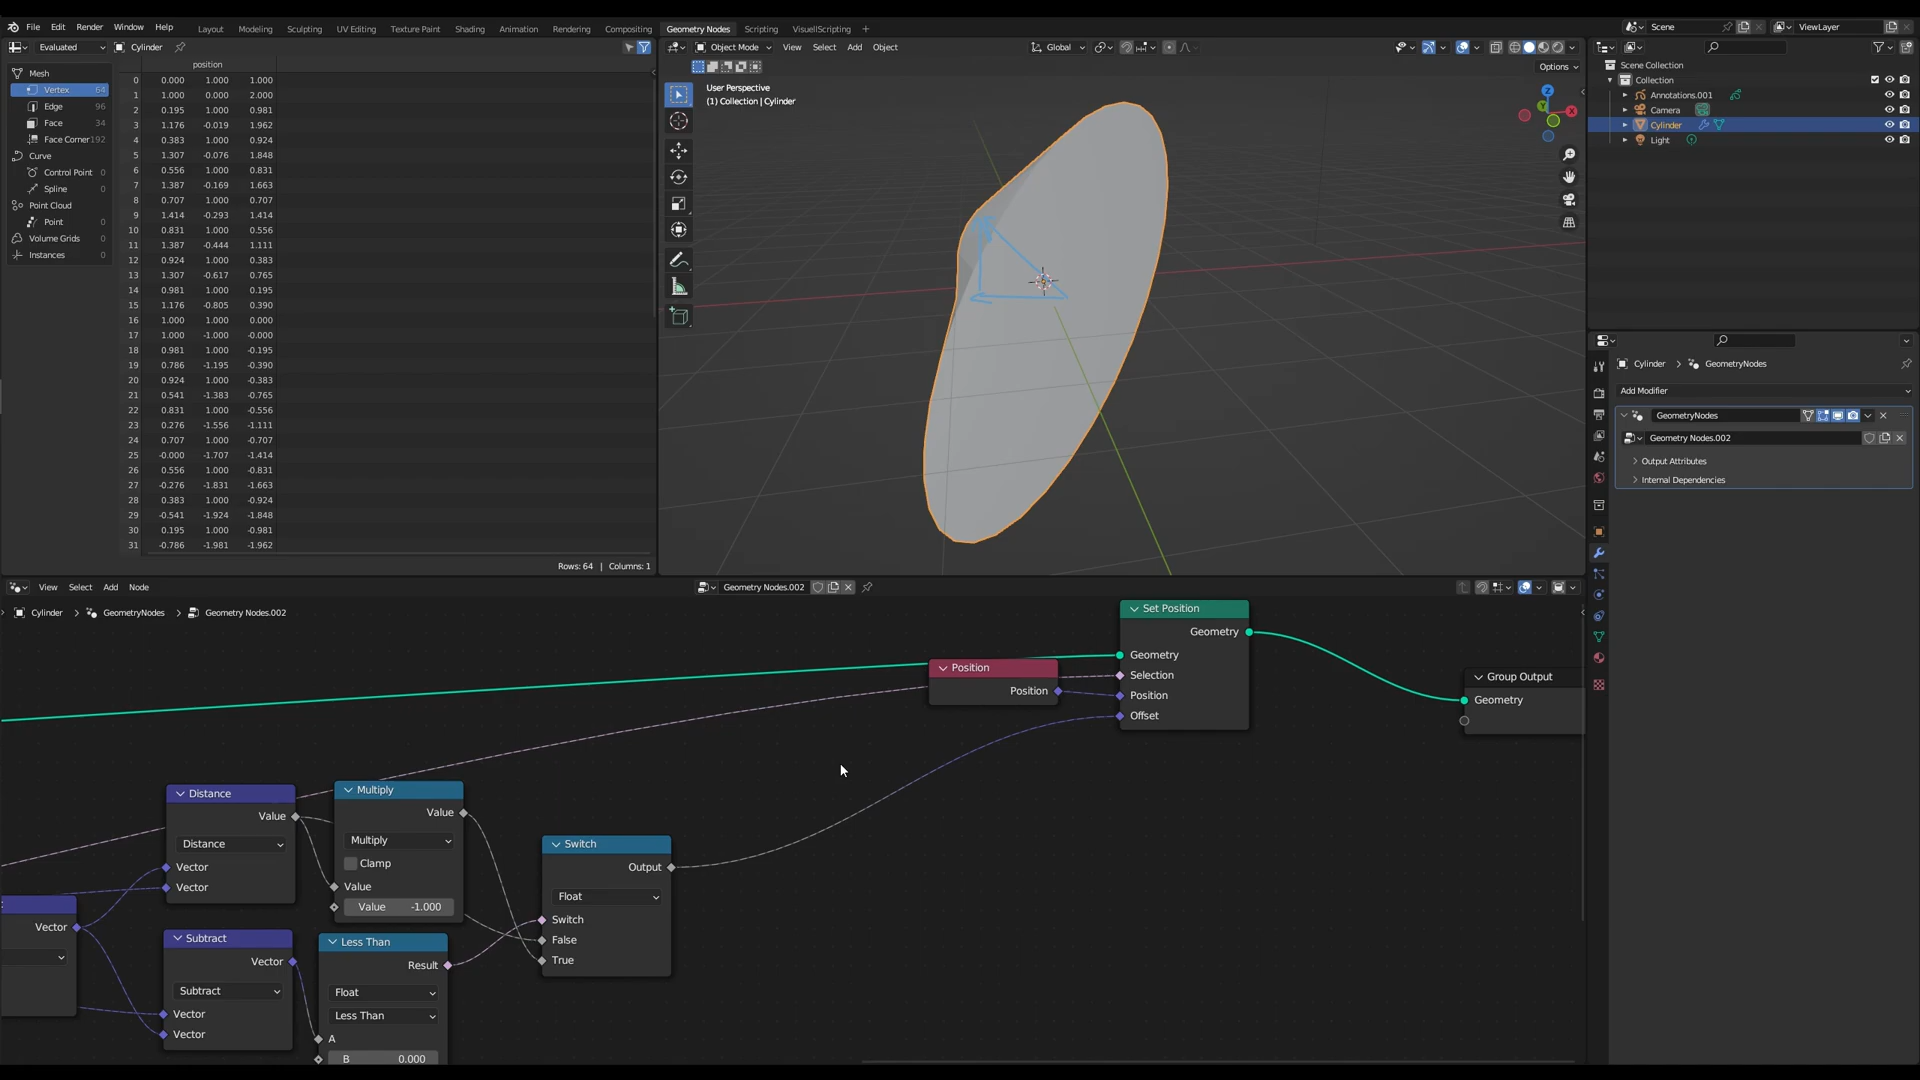 File Edit Render Window Help
Layout Modeling Sculpting UV Editing Texture Paint Shading Animation Rendering Compositing Geometry Nodes Scripting VisuellScripting +
Scene
ViewLayer
Evaluated
Cylinder
position
Mesh
Vertex 64
Edge 96
Face 34
Face Corner 192
Curve
Control Point 0
Spline 0
Point Cloud
Point 0
Volume Grids 0
Instances 0
0 0.000 1.000 1.000
1 1.000 0.000 2.000
2 0.195 1.000 0.981
3 1.176 -0.019 1.962
4 0.383 1.000 0.924
5 1.307 -0.076 1.848
6 0.556 1.000 0.831
7 1.387 -0.169 1.663
8 0.707 1.000 0.707
9 1.414 -0.293 1.414
10 0.831 1.000 0.556
11 1.387 -0.444 1.111
12 0.924 1.000 0.383
13 1.307 -0.617 0.765
14 0.981 1.000 0.195
15 1.176 -0.805 0.390
16 1.000 1.000 -0.000
17 1.000 -1.000 -0.000
18 0.981 1.000 -0.195
19 0.786 -1.195 -0.390
20 0.924 1.000 -0.383
21 0.541 -1.383 -0.765
22 0.831 1.000 -0.556
23 0.276 -1.556 -1.111
24 0.707 1.000 -0.707
25 -0.000 -1.707 -1.414
26 0.556 1.000 -0.831
27 -0.276 -1.831 -1.663
28 0.383 1.000 -0.924
29 -0.541 -1.924 -1.848
30 0.195 1.000 -0.981
31 -0.786 -1.981 -1.962
Rows: 64 | Columns: 1
Object Mode View Select Add Object
Global
Options
User Perspective
(1) Collection | Cylinder
Z
X
Y
Scene Collection
Collection
Annotations.001
Camera
Cylinder
Light
Cylinder > GeometryNodes
Add Modifier
GeometryNodes
Geometry Nodes.002
Output Attributes
Internal Dependencies
View Select Add Node
Geometry Nodes.002
Cylinder > GeometryNodes > Geometry Nodes.002
Set Position
Geometry
Geometry
Selection
Position
Offset
Position
Position
Group Output
Geometry
Distance
Value
Distance
Vector
Vector
Multiply
Value
Multiply
Clamp
Value
Value -1.000
Switch
Output
Float
Switch
False
True
Vector
Subtract
Vector
Subtract
Vector
Vector
Less Than
Result
Float
Less Than
A
B 0.000